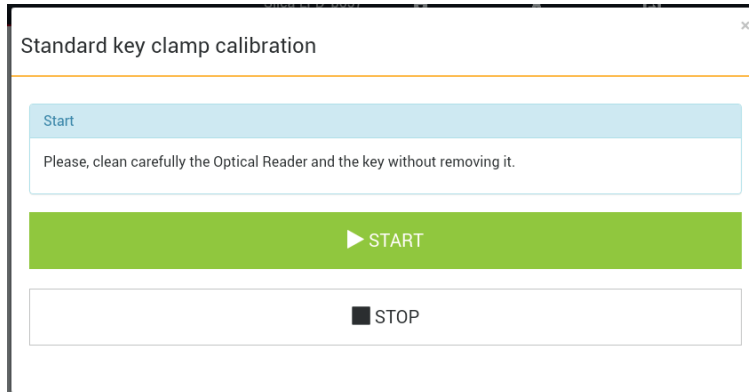 Standard key clamp calibration
×
Start
Please, clean carefully the Optical Reader and the key without removing it.
START
STOP